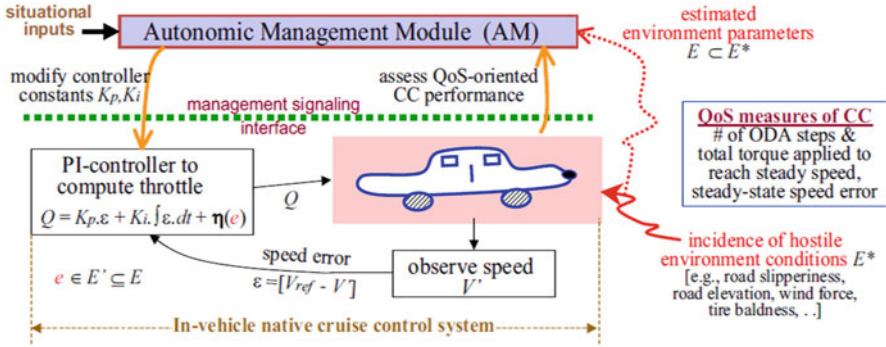 situational
inputs
Autonomic Management Module (AM)
estimated
environment parameters
E ⊂ E*
modify controller
constants Kp,Ki
assess QoS-oriented
CC performance
management signaling
interface
QoS measures of CC
# of ODA steps &
total torque applied to
reach steady speed,
steady-state speed error
PI-controller to
compute throttle
Q = Kp.ε + Ki.∫ε.dt + η(e)
Q
speed error
ε=[Vref - V']
e ∈ E' ⊆ E
observe speed
V'
incidence of hostile
environment conditions E*
[e.g., road slipperiness,
road elevation, wind force,
tire baldness, . .]
In-vehicle native cruise control system